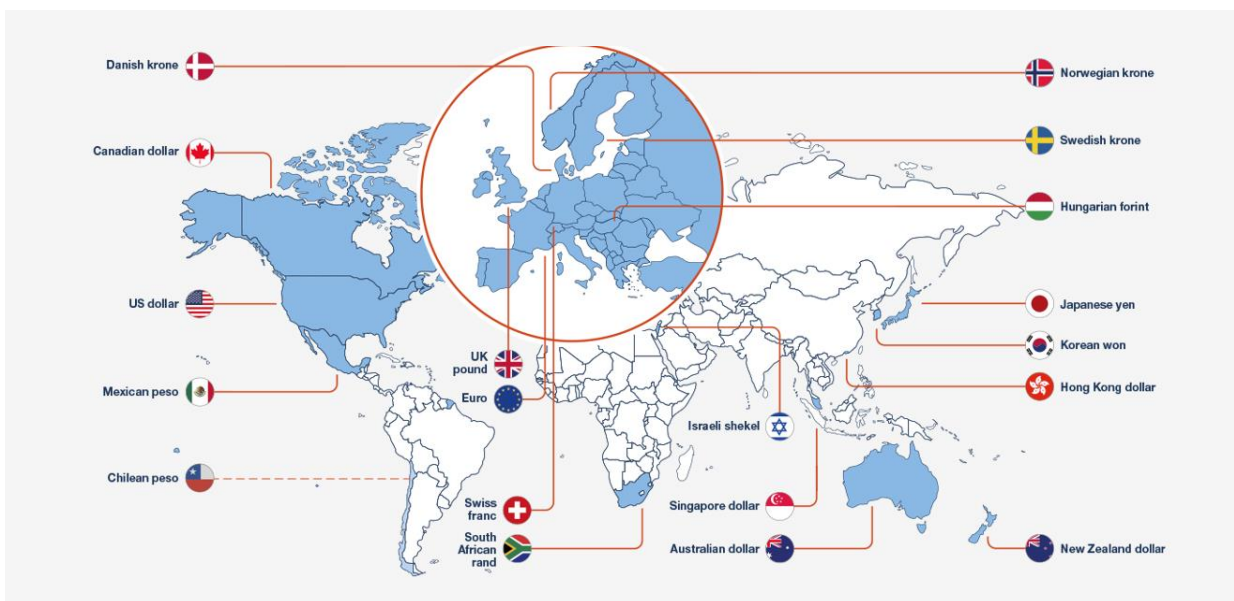 Danish krone
Norwegian krone
Canadian dollar
Swedish krone
Hungarian forint
US dollar
Japanese yen
UK
pound
Korean won
Mexican peso
Euro
Hong Kong dollar
Israeli shekel
Chilean peso
Swiss
franc
Singapore dollar
South
African
rand
Australian dollar
New Zealand dollar